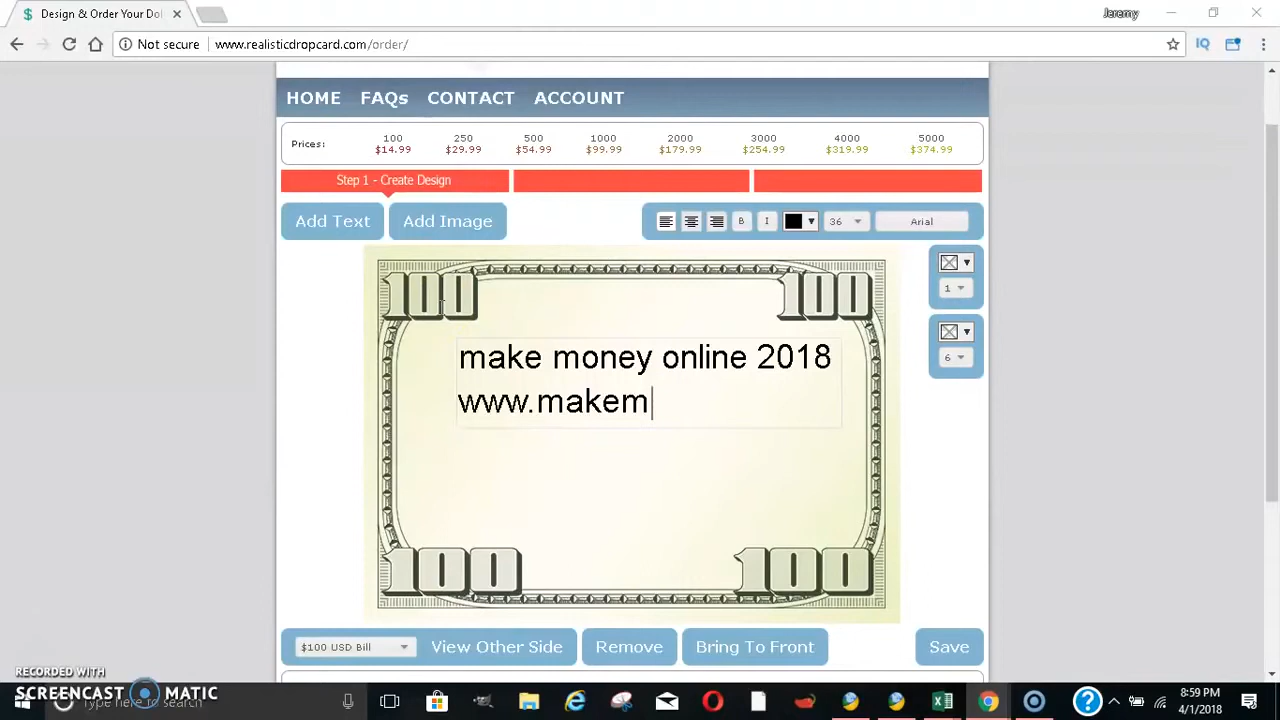 Design & Order Your Dol
Jeremy
Not secure
www.realisticdropcard.com/order/
HOME FAQs CONTACT ACCOUNT
Prices: 100 250 500 1000 2000 3000 4000 5000
$14.99 $29.99 $54.99 $99.99 $179.99 $254.99 $319.99 $374.99
Step 1 - Create Design
Add Text Add Image B I 36 Arial
100 100
1
make money online 2018
6
www.makem
100 100
$100 USD Bill View Other Side Remove Bring To Front Save
RECORDED WITH
SCREENCAST MATIC
Type here to search
8:59 PM
4/1/2018